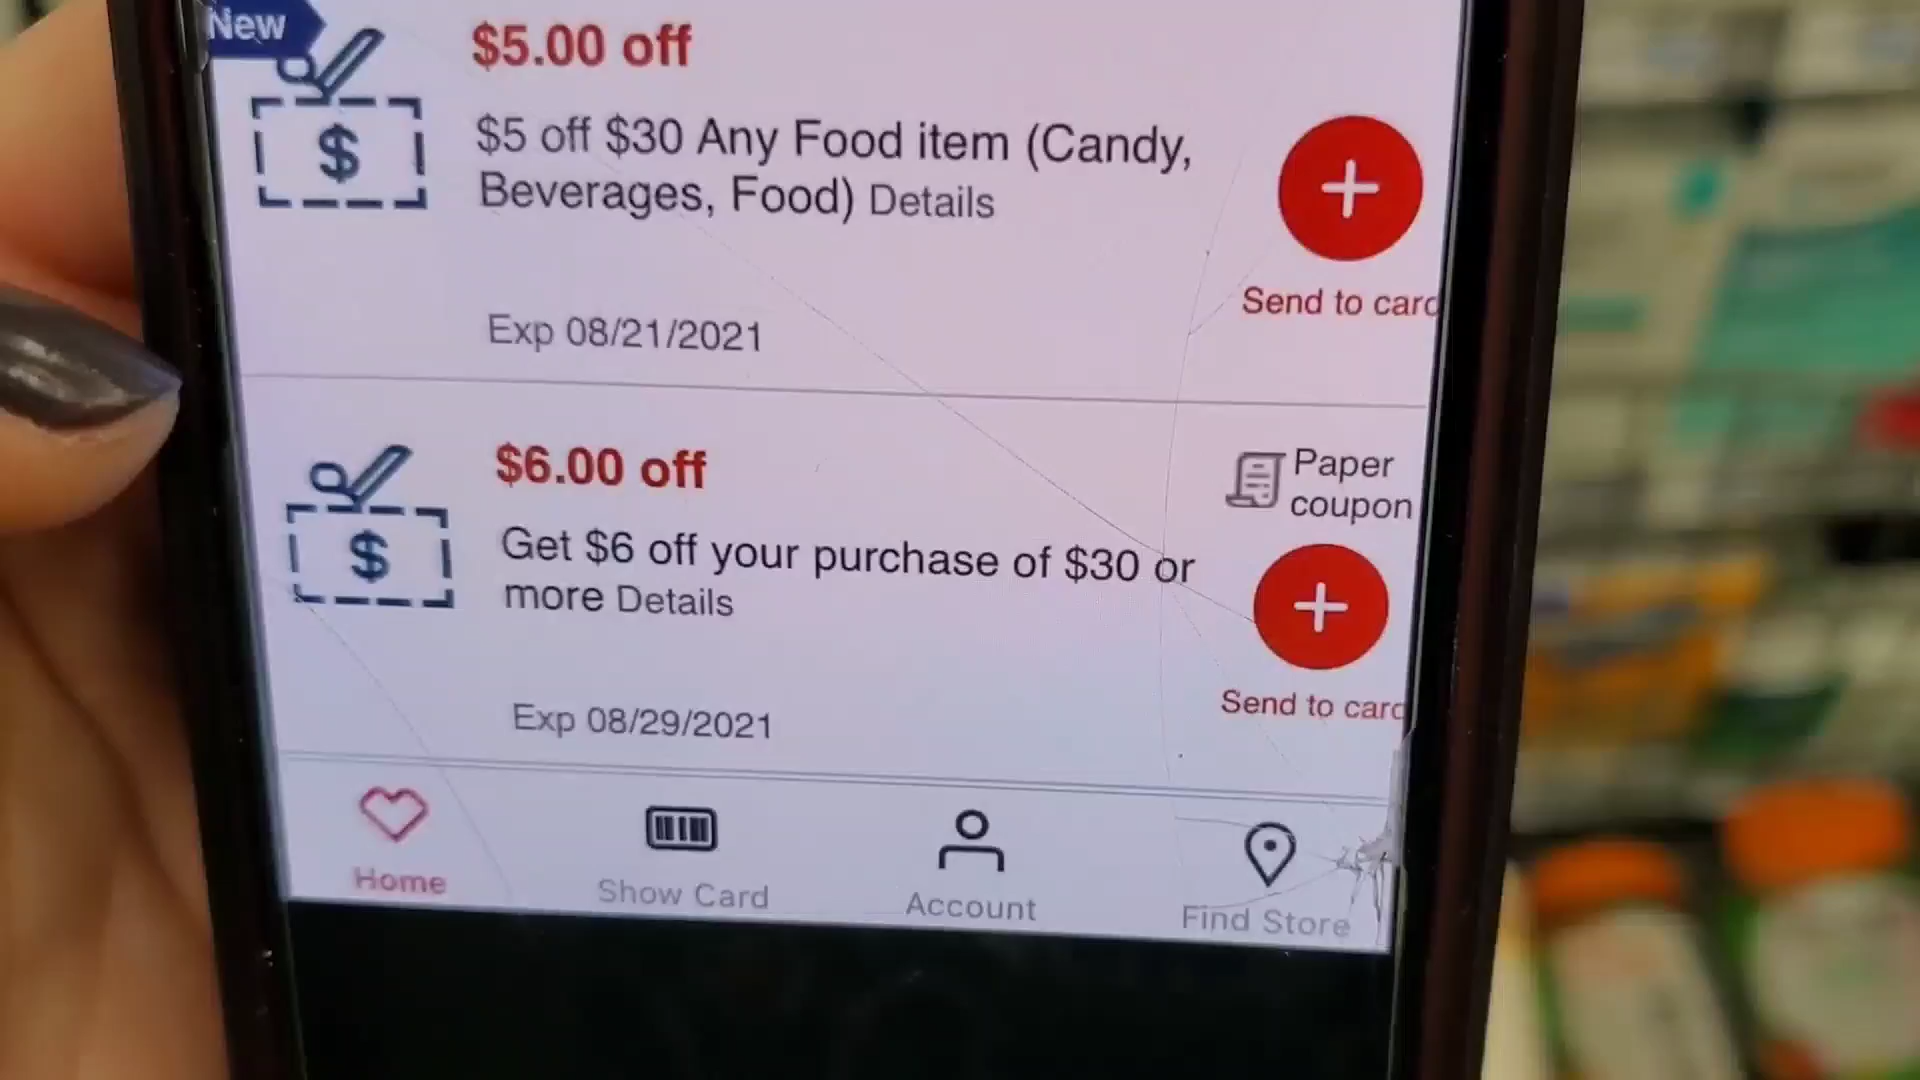 New
$5.00 off
$5 off $30 Any Food item (Candy,
Beverages, Food) Details
Send to card
Exp 08/21/2021
$6.00 off
Paper
coupon
Get $6 off your purchase of $30 or
more Details
Send to card
Exp 08/29/2021
Home
Show Card
Account
Find Store